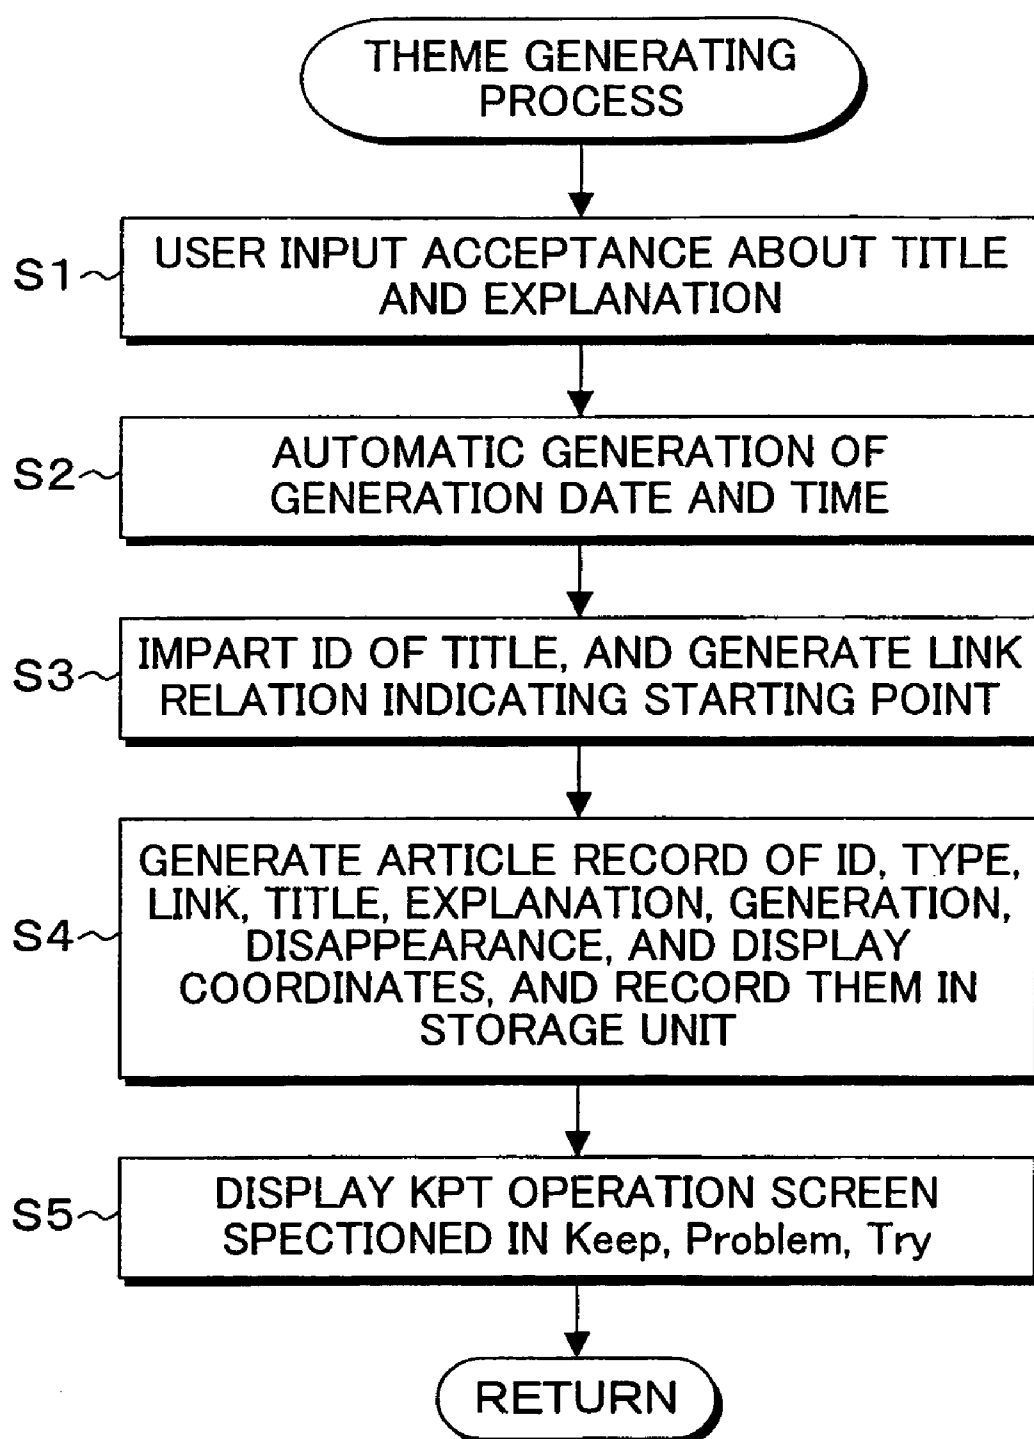 THEME GENERATING
PROCESS
S1
USER INPUT ACCEPTANCE ABOUT TITLE
AND EXPLANATION
S2
AUTOMATIC GENERATION OF
GENERATION DATE AND TIME
S3
IMPART ID OF TITLE, AND GENERATE LINK
RELATION INDICATING STARTING POINT
S4
GENERATE ARTICLE RECORD OF ID, TYPE,
LINK, TITLE, EXPLANATION, GENERATION,
DISAPPEARANCE, AND DISPLAY
COORDINATES, AND RECORD THEM IN
STORAGE UNIT
S5
DISPLAY KPT OPERATION SCREEN
SPECTIONED IN Keep, Problem, Try
RETURN